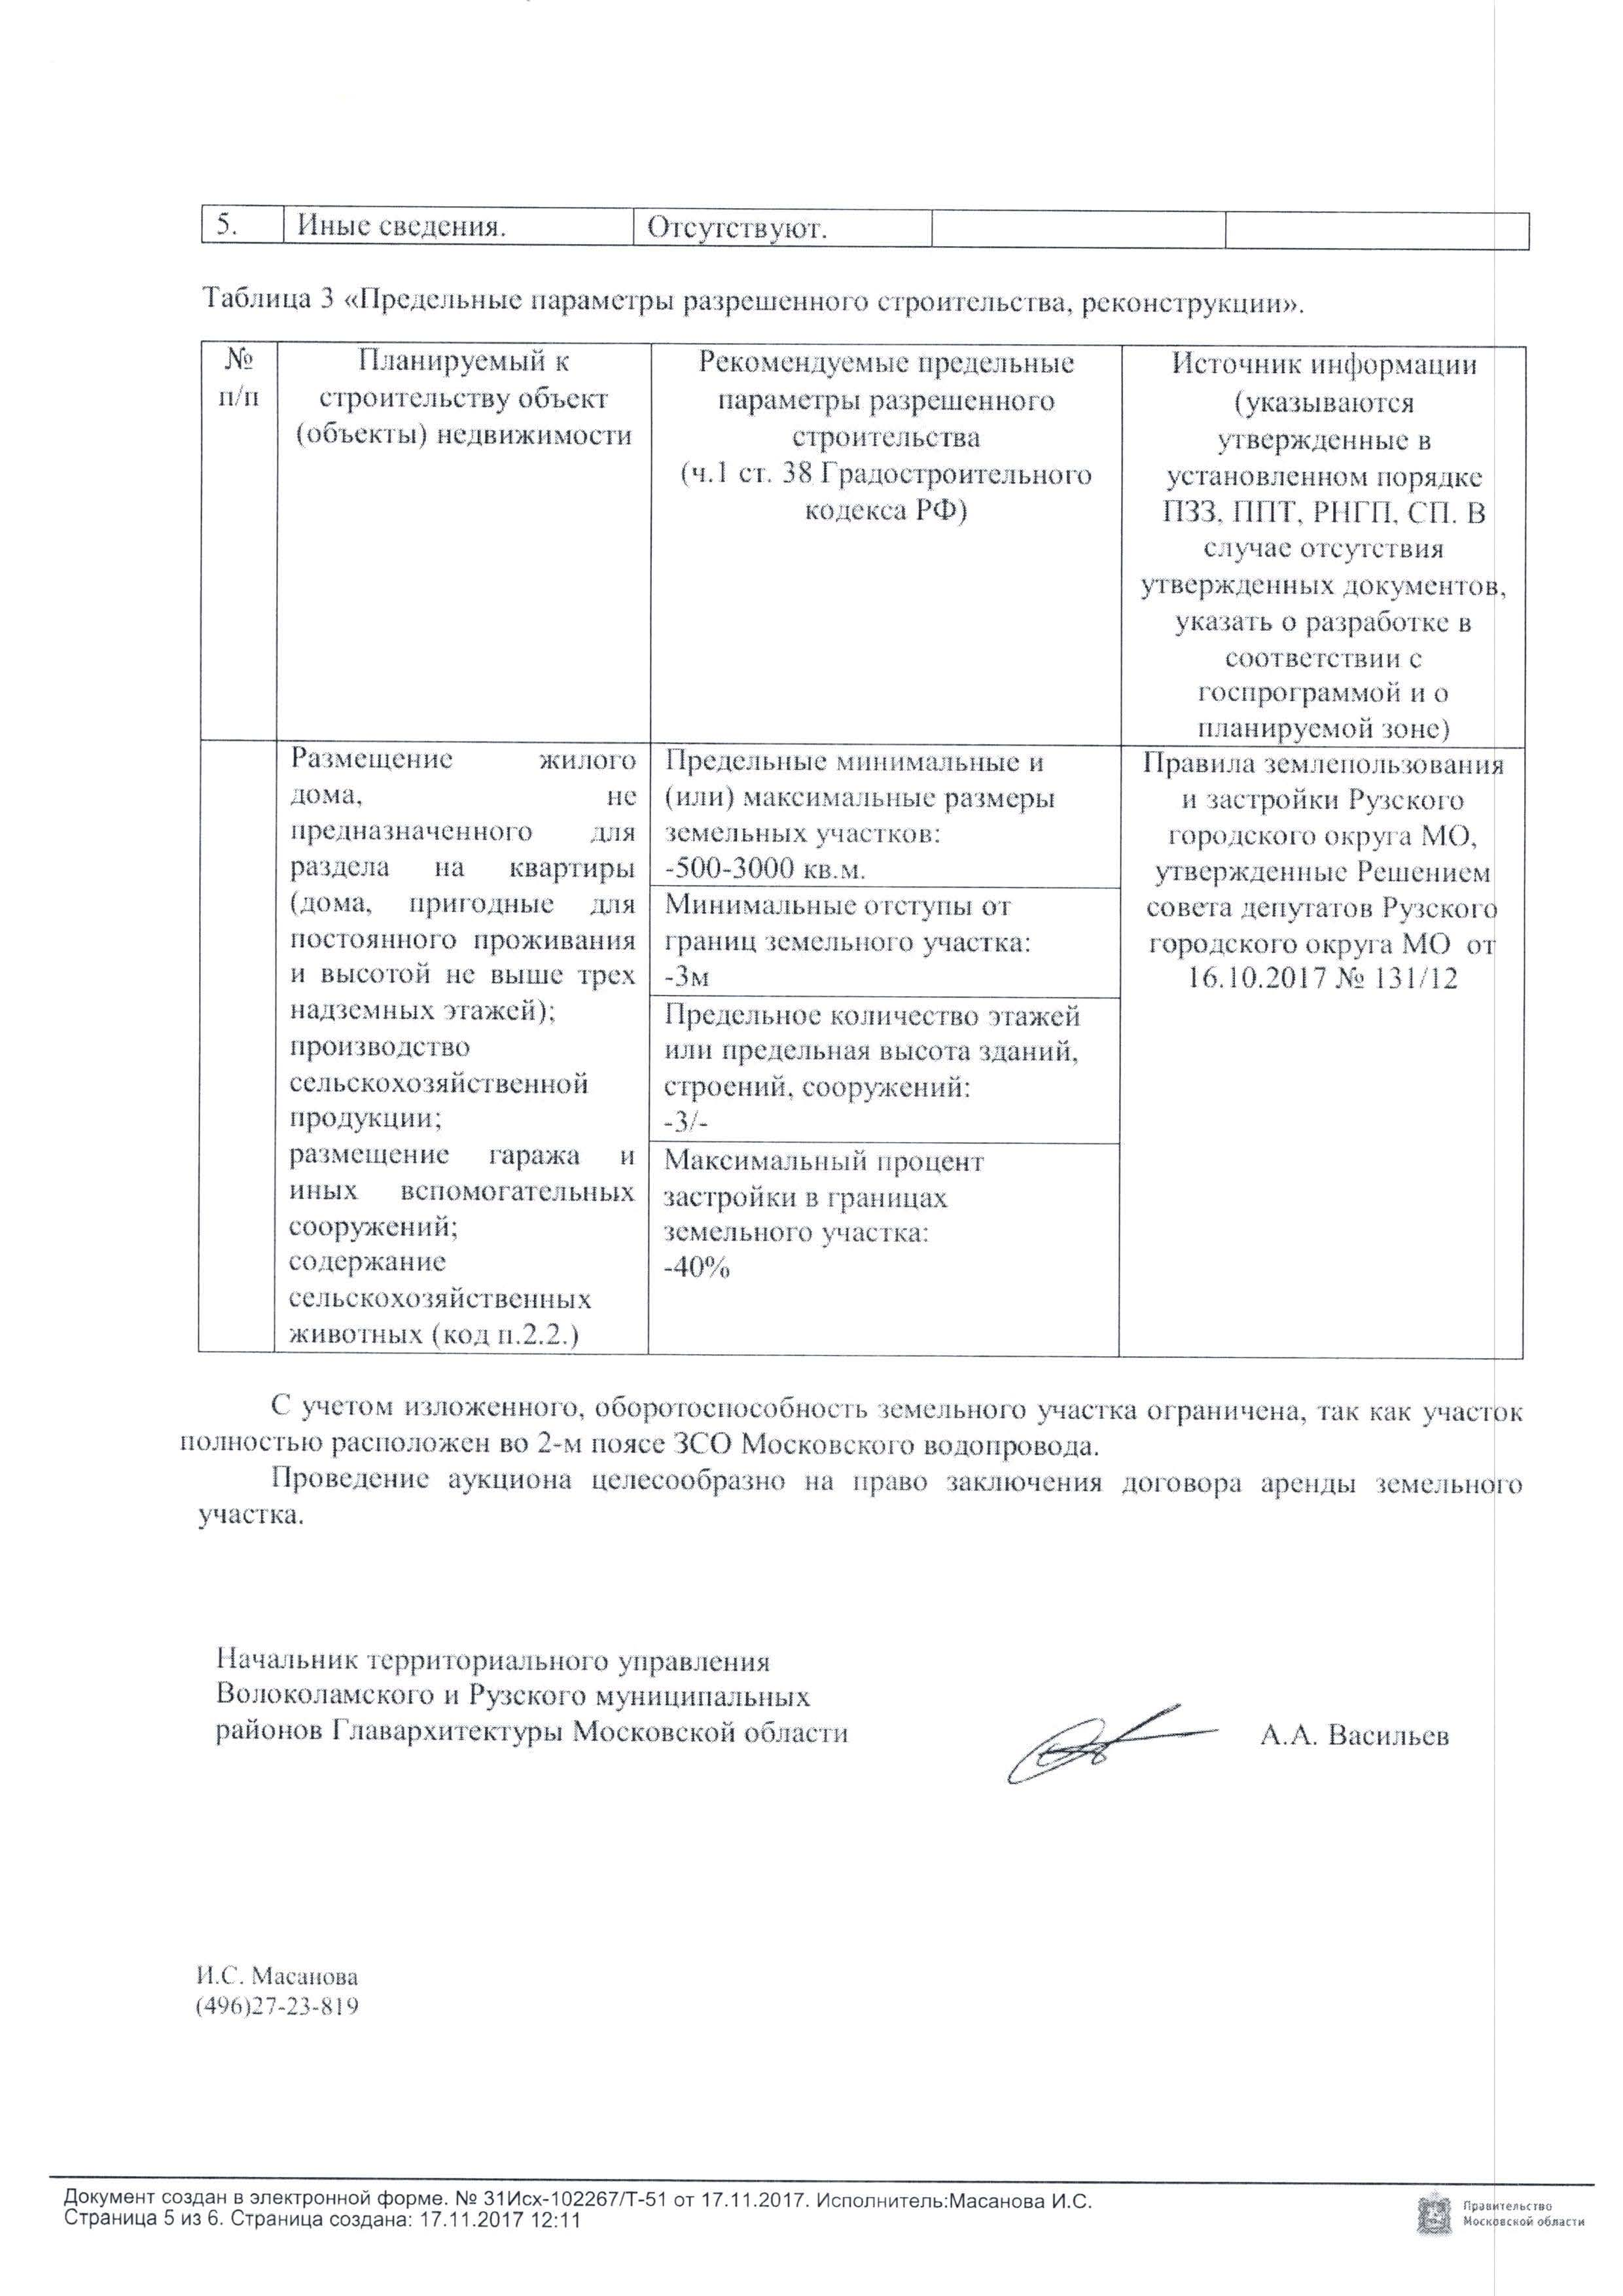 5. Иные сведения. Отсутствуют.
Таблица 3 «Предельные параметры разрешенного строительства, реконструкции».
№
п/п
Планируемый к
строительству объект
(объекты) недвижимости
Рекомендуемые предельные
параметры разрешенного
строительства
(ч.1 ст. 38 Градостроительного
кодекса РФ)
Источник информации
(указываются
утвержденные в
установленном порядке
ПЗЗ, ППТ, РНГП, СП. В
случае отсутствия
утвержденных документов,
указать о разработке в
соответствии с
госпрограммой и о
планируемой зоне)
Размещение жилого
дома, не
предназначенного для
раздела на квартиры
(дома, пригодные для
постоянного проживания
и высотой не выше трех
надземных этажей);
производство
сельскохозяйственной
продукции;
размещение гаража и
иных вспомогательных
сооружений;
содержание
сельскохозяйственных
животных (код п.2.2.)
Предельные минимальные и
(или) максимальные размеры
земельных участков:
-500-3000 кв.м.
Минимальные отступы от
границ земельного участка:
-3м
Предельное количество этажей
или предельная высота зданий,
строений, сооружений:
-3/-
Максимальный процент
застройки в границах
земельного участка:
-40%
Правила землепользования
и застройки Рузского
городского округа МО,
утвержденные Решением
совета депутатов Рузского
городского округа МО от
16.10.2017 № 131/12
С учетом изложенного, оборотоспособность земельного участка ограничена, так как участок
полностью расположен во 2-м поясе ЗСО Московского водопровода.
Проведение аукциона целесообразно на право заключения договора аренды земельного
участка.
Начальник территориального управления
Волоколамского и Рузского муниципальных
районов Главархитектуры Московской области
А.А. Васильев
И.С. Масанова
(496)27-23-819
Документ создан в электронной форме. № 31Исх-102267/Т-51 от 17.11.2017. Исполнитель:Масанова И.С.
Страница 5 из 6. Страница создана: 17.11.2017 12:11
Правительство
Московской области